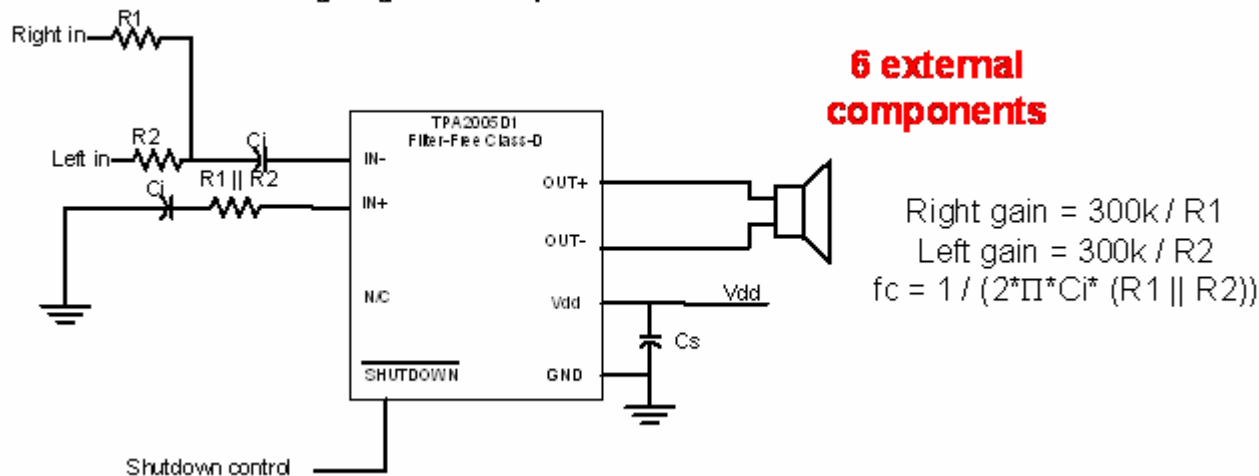 R1
Right in
6 external
components
TPA2005D1
Filter-Free Class-D
R2
Ci
Left in
IN-
Ci
R1 || R2
OUT+
IN+
Right gain = 300k / R1
OUT-
Left gain = 300k / R2
fc = 1 / (2*Π*Ci* (R1 || R2))
N/C
Vdd
Vdd
Cs
SHUTDOWN
GND
Shutdown control